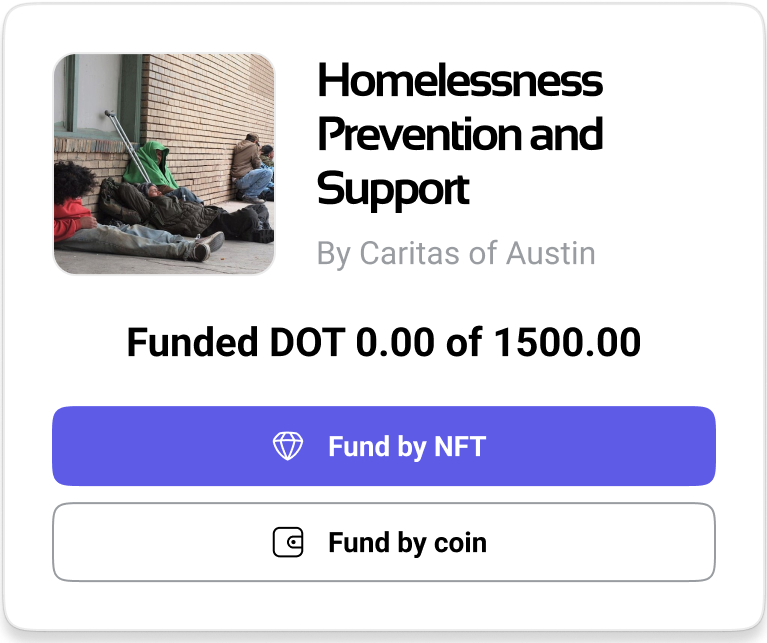 Homelessness
Prevention and
Support
By Caritas of Austin
Funded DOT 0.00 of 1500.00
Fund by NFT
Fund by coin